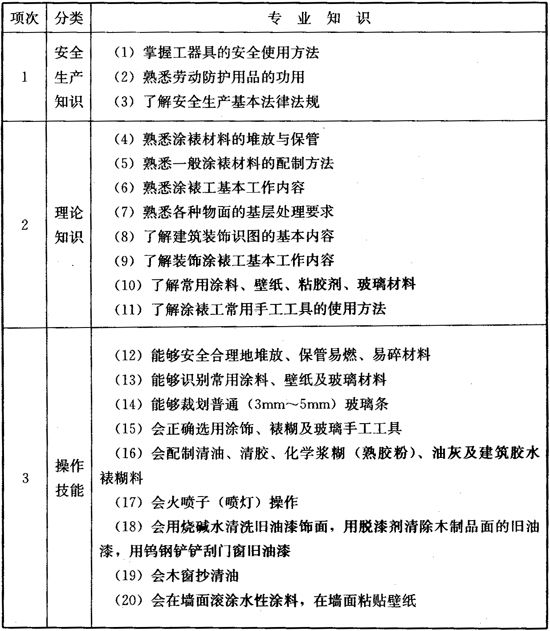 项次 分类 专业知识
1
安全
生产
知识
(1) 掌握工器具的安全使用方法
(2) 熟悉劳动防护用品的功用
(3) 了解安全生产基本法律法规
2
理论
知识
(4) 熟悉涂裱材料的堆放与保管
(5) 熟悉一般涂裱材料的配制方法
(6) 熟悉涂裱工基本工作内容
(7) 熟悉各种物面的基层处理要求
(8) 了解建筑装饰识图的基本内容
(9) 了解装饰涂裱工基本工作内容
(10) 了解常用涂料、壁纸、粘胶剂、玻璃材料
(11) 了解涂裱工常用手工工具的使用方法
3
操作
技能
(12) 能够安全合理地堆放、保管易燃、易碎材料
(13) 能够识别常用涂料、壁纸及玻璃材料
(14) 能够裁划普通（3mm～5mm）玻璃条
(15) 会正确选用涂饰、裱糊及玻璃手工工具
(16) 会配制清油、清胶、化学浆糊（熟胶粉）、油灰及建筑胶水
裱糊料
(17) 会火喷子（喷灯）操作
(18) 会用烧碱水清洗旧油漆饰面，用脱漆剂清除木制品面的旧油
漆，用钨钢铲铲刮门窗旧油漆
(19) 会木窗抄清油
(20) 会在墙面滚涂水性涂料，在墙面粘贴壁纸